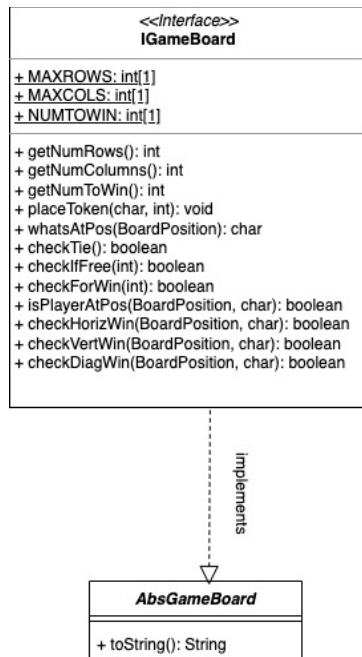 <<Interface>>
IGameBoard
+ MAXROWS: int[1]
+ MAXCOLS: int[1]
+ NUMTOWIN: int[1]
+ getNumRows(): int
+ getNumColumns(): int
+ getNumToWin(): int
+ placeToken(char, int): void
+ whatsAtPos(BoardPosition): char
+ checkTie(): boolean
+ checkIfFree(int): boolean
+ checkForWin(int): boolean
+ isPlayerAtPos(BoardPosition, char): boolean
+ checkHorizWin(BoardPosition, char): boolean
+ checkVertWin(BoardPosition, char): boolean
+ checkDiagWin(BoardPosition, char): boolean
implements
AbsGameBoard
+ toString(): String